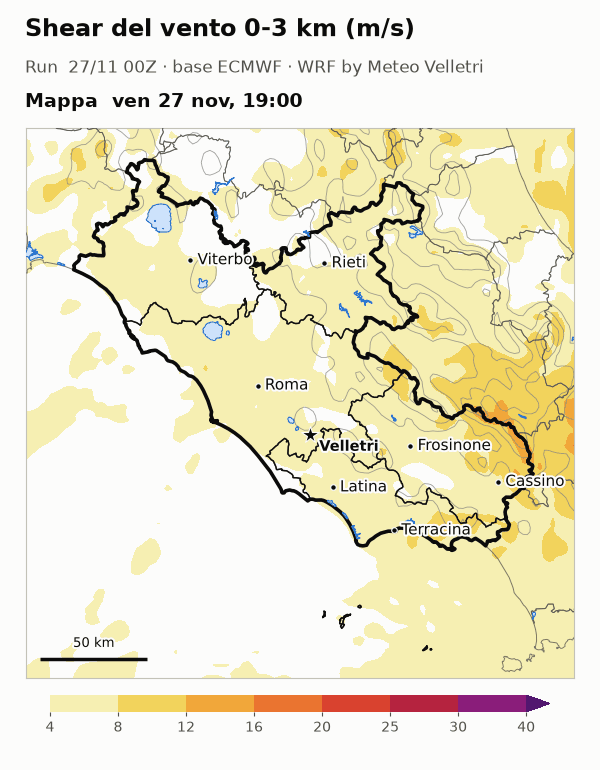 Shear del vento 0-3 km (m/s)
Run  27/11 00Z · base ECMWF · WRF by Meteo Velletri
Mappa  ven 27 nov, 19:00
Viterbo
Rieti
Roma
Velletri
Frosinone
Cassino
Latina
Terracina
50 km
4 8 12 16 20 25 30 40